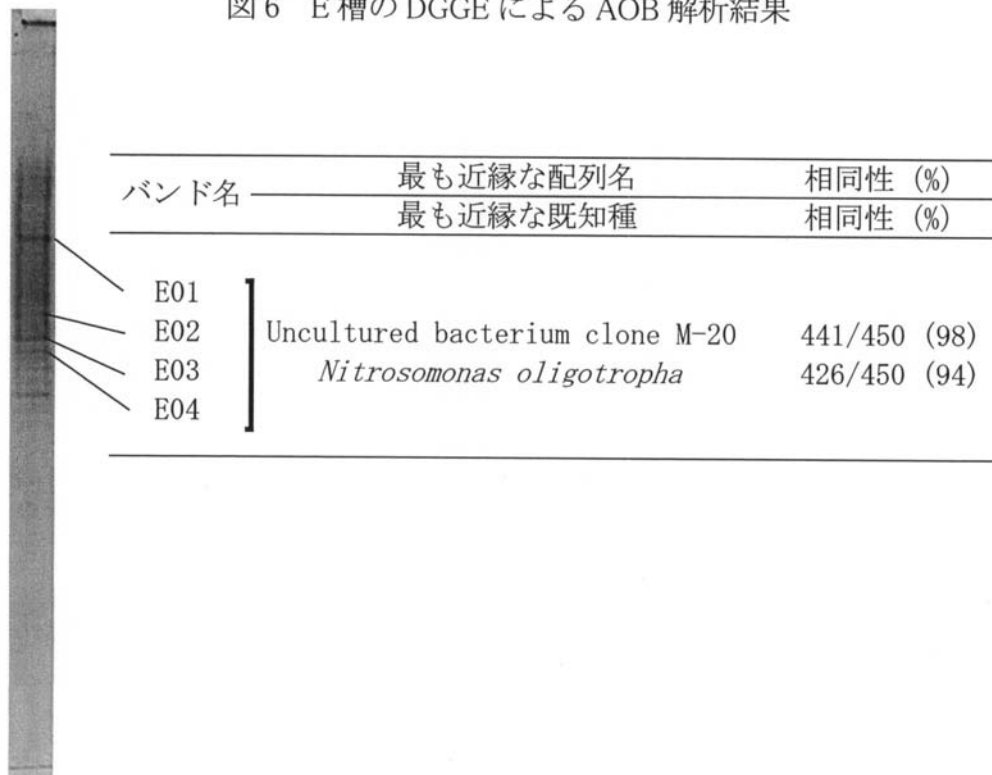 図6 E槽のDGGEによるAOB解析結果
バンド名
最も近縁な配列名 相同性 (%)
最も近縁な既知種 相同性 (%)
E01
E02 Uncultured bacterium clone M-20 441/450 (98)
E03 Nitrosomonas oligotropha 426/450 (94)
E04